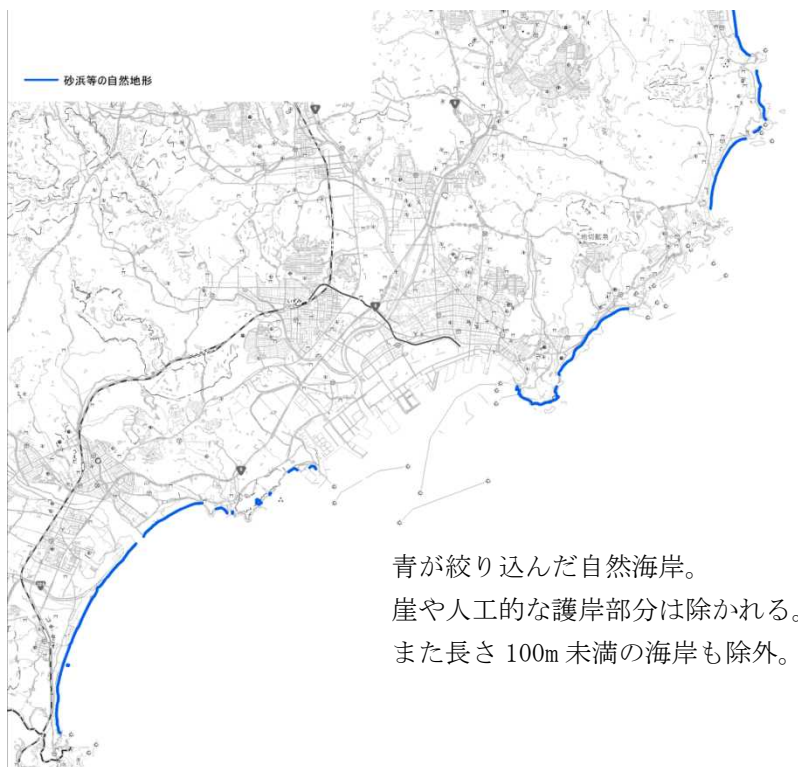 砂浜等の自然地形
青が絞り込んだ自然海岸。
崖や人工的な護岸部分は除かれる。
また長さ 100m 未満の海岸も除外。